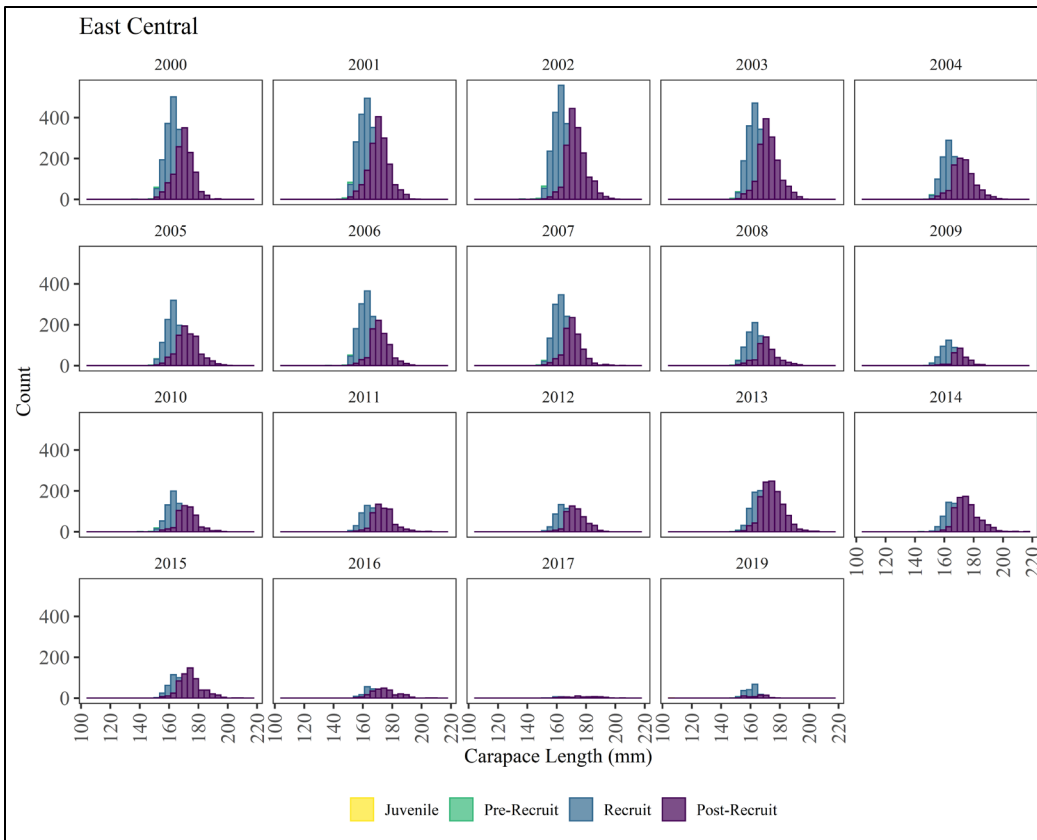 East Central
2000 2001 2002 2003 2004
400
200
0
2005 2006 2007 2008 2009
400
200
0
Count
2010 2011 2012 2013 2014
400
200
0
100 120 140 160 180 200 220
2015 2016 2017 2019
400
200
0
100 120 140 160 180 200 220 100 120 140 160 180 200 220 100 120 140 160 180 200 220 100 120 140 160 180 200 220
Carapace Length (mm)
Juvenile Pre-Recruit Recruit Post-Recruit